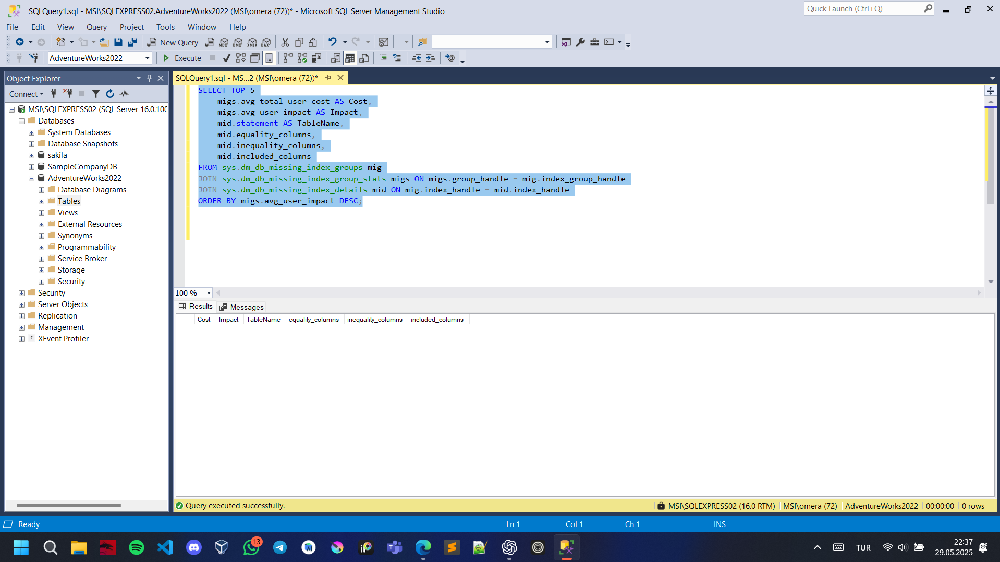 SQLQuery1.sql - MSI\SQLEXPRESS02.AdventureWorks2022 (MSI\omera (72))* - Microsoft SQL Server Management Studio
Quick Launch (Ctrl+Q)
File Edit View Query Project Tools Window Help
New Query MDX DMX XMLA DAX
AdventureWorks2022 Execute
Object Explorer
Connect
MSI\SQLEXPRESS02 (SQL Server 16.0.100
Databases
System Databases
Database Snapshots
sakila
SampleCompanyDB
AdventureWorks2022
Database Diagrams
Tables
Views
External Resources
Synonyms
Programmability
Service Broker
Storage
Security
Security
Server Objects
Replication
Management
XEvent Profiler
SQLQuery1.sql - MS...2 (MSI\omera (72))*
SELECT TOP 5
migs.avg_total_user_cost AS Cost,
migs.avg_user_impact AS Impact,
mid.statement AS TableName,
mid.equality_columns,
mid.inequality_columns,
mid.included_columns
FROM sys.dm_db_missing_index_groups mig
JOIN sys.dm_db_missing_index_group_stats migs ON migs.group_handle = mig.index_group_handle
JOIN sys.dm_db_missing_index_details mid ON mig.index_handle = mid.index_handle
ORDER BY migs.avg_user_impact DESC;
100 %
Results Messages
Cost Impact TableName equality_columns inequality_columns included_columns
Query executed successfully. MSI\SQLEXPRESS02 (16.0 RTM) MSI\omera (72) AdventureWorks2022 00:00:00 0 rows
Ready Ln 1 Col 1 Ch 1 INS
13
TUR
22:37
29.05.2025